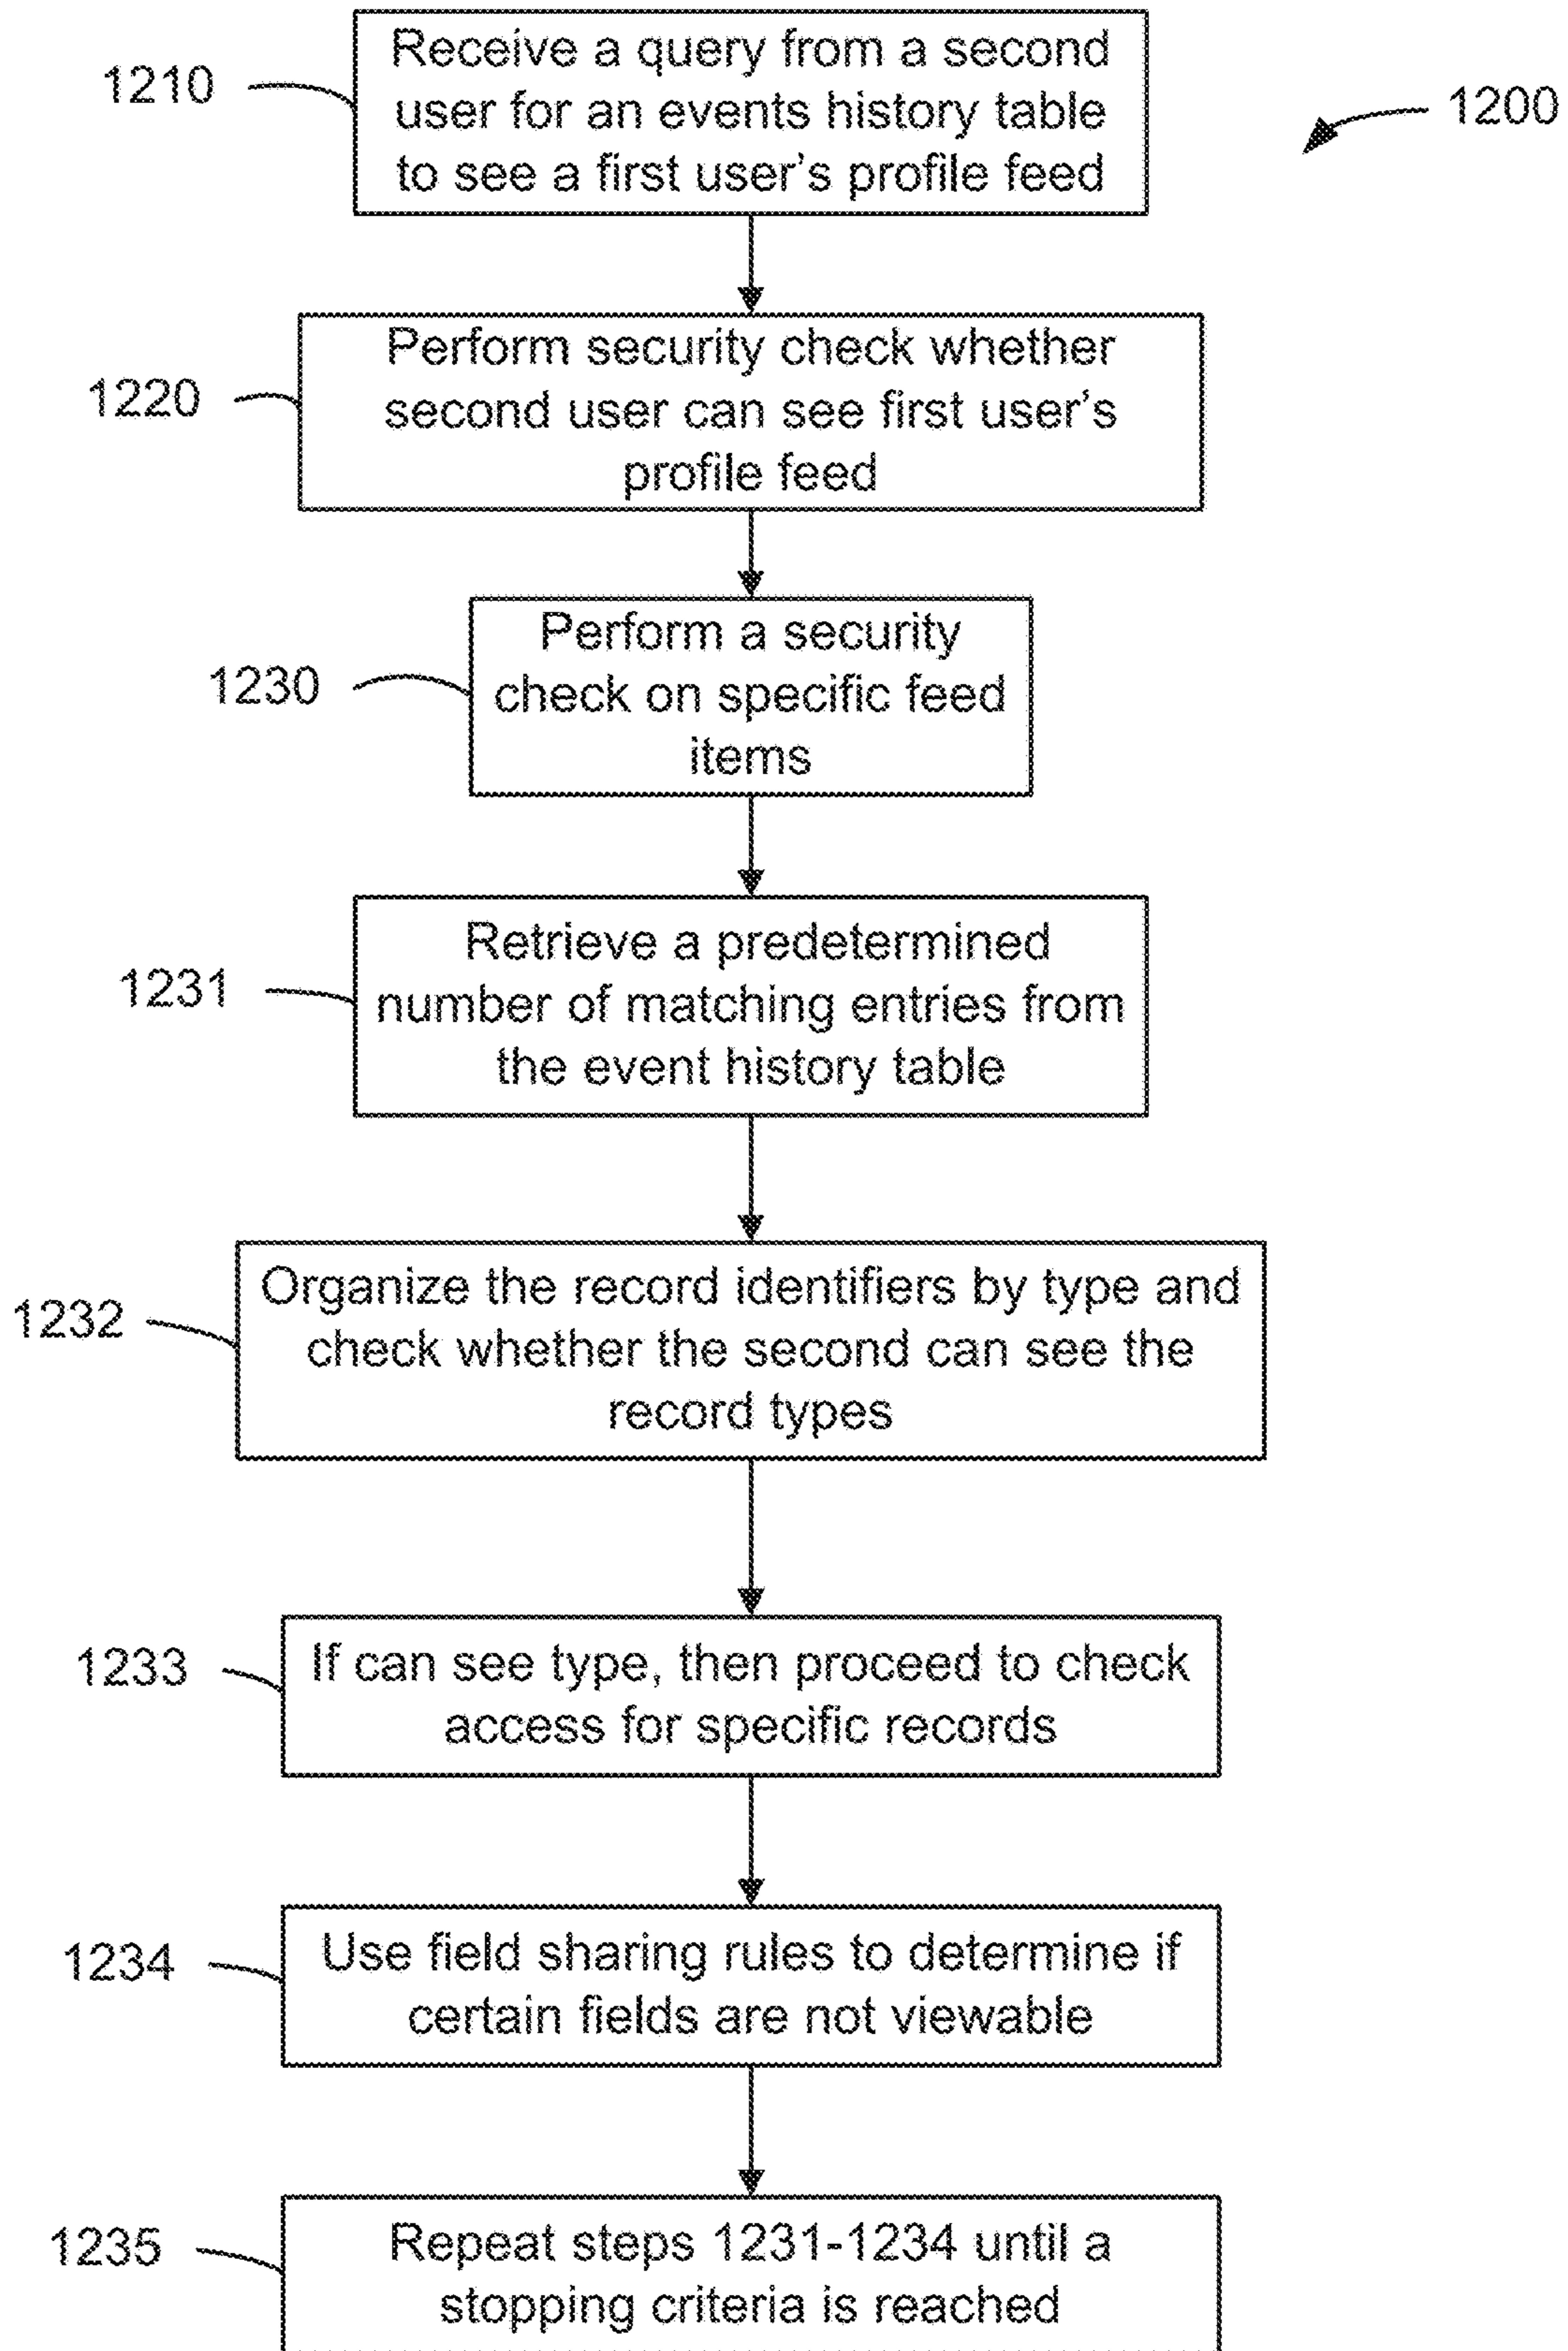 1200
1210
Receive a query from a second
user for an events history table
to see a first user's profile feed
1220
Perform security check whether
second user can see first user's
profile feed
1230
Perform a security
check on specific feed
items
1231
Retrieve a predetermined
number of matching entries from
the event history table
1232
Organize the record identifiers by type and
check whether the second can see the
record types
1233
If can see type, then proceed to check
access for specific records
1234
Use field sharing rules to determine if
certain fields are not viewable
1235
Repeat steps 1231-1234 until a
stopping criteria is reached